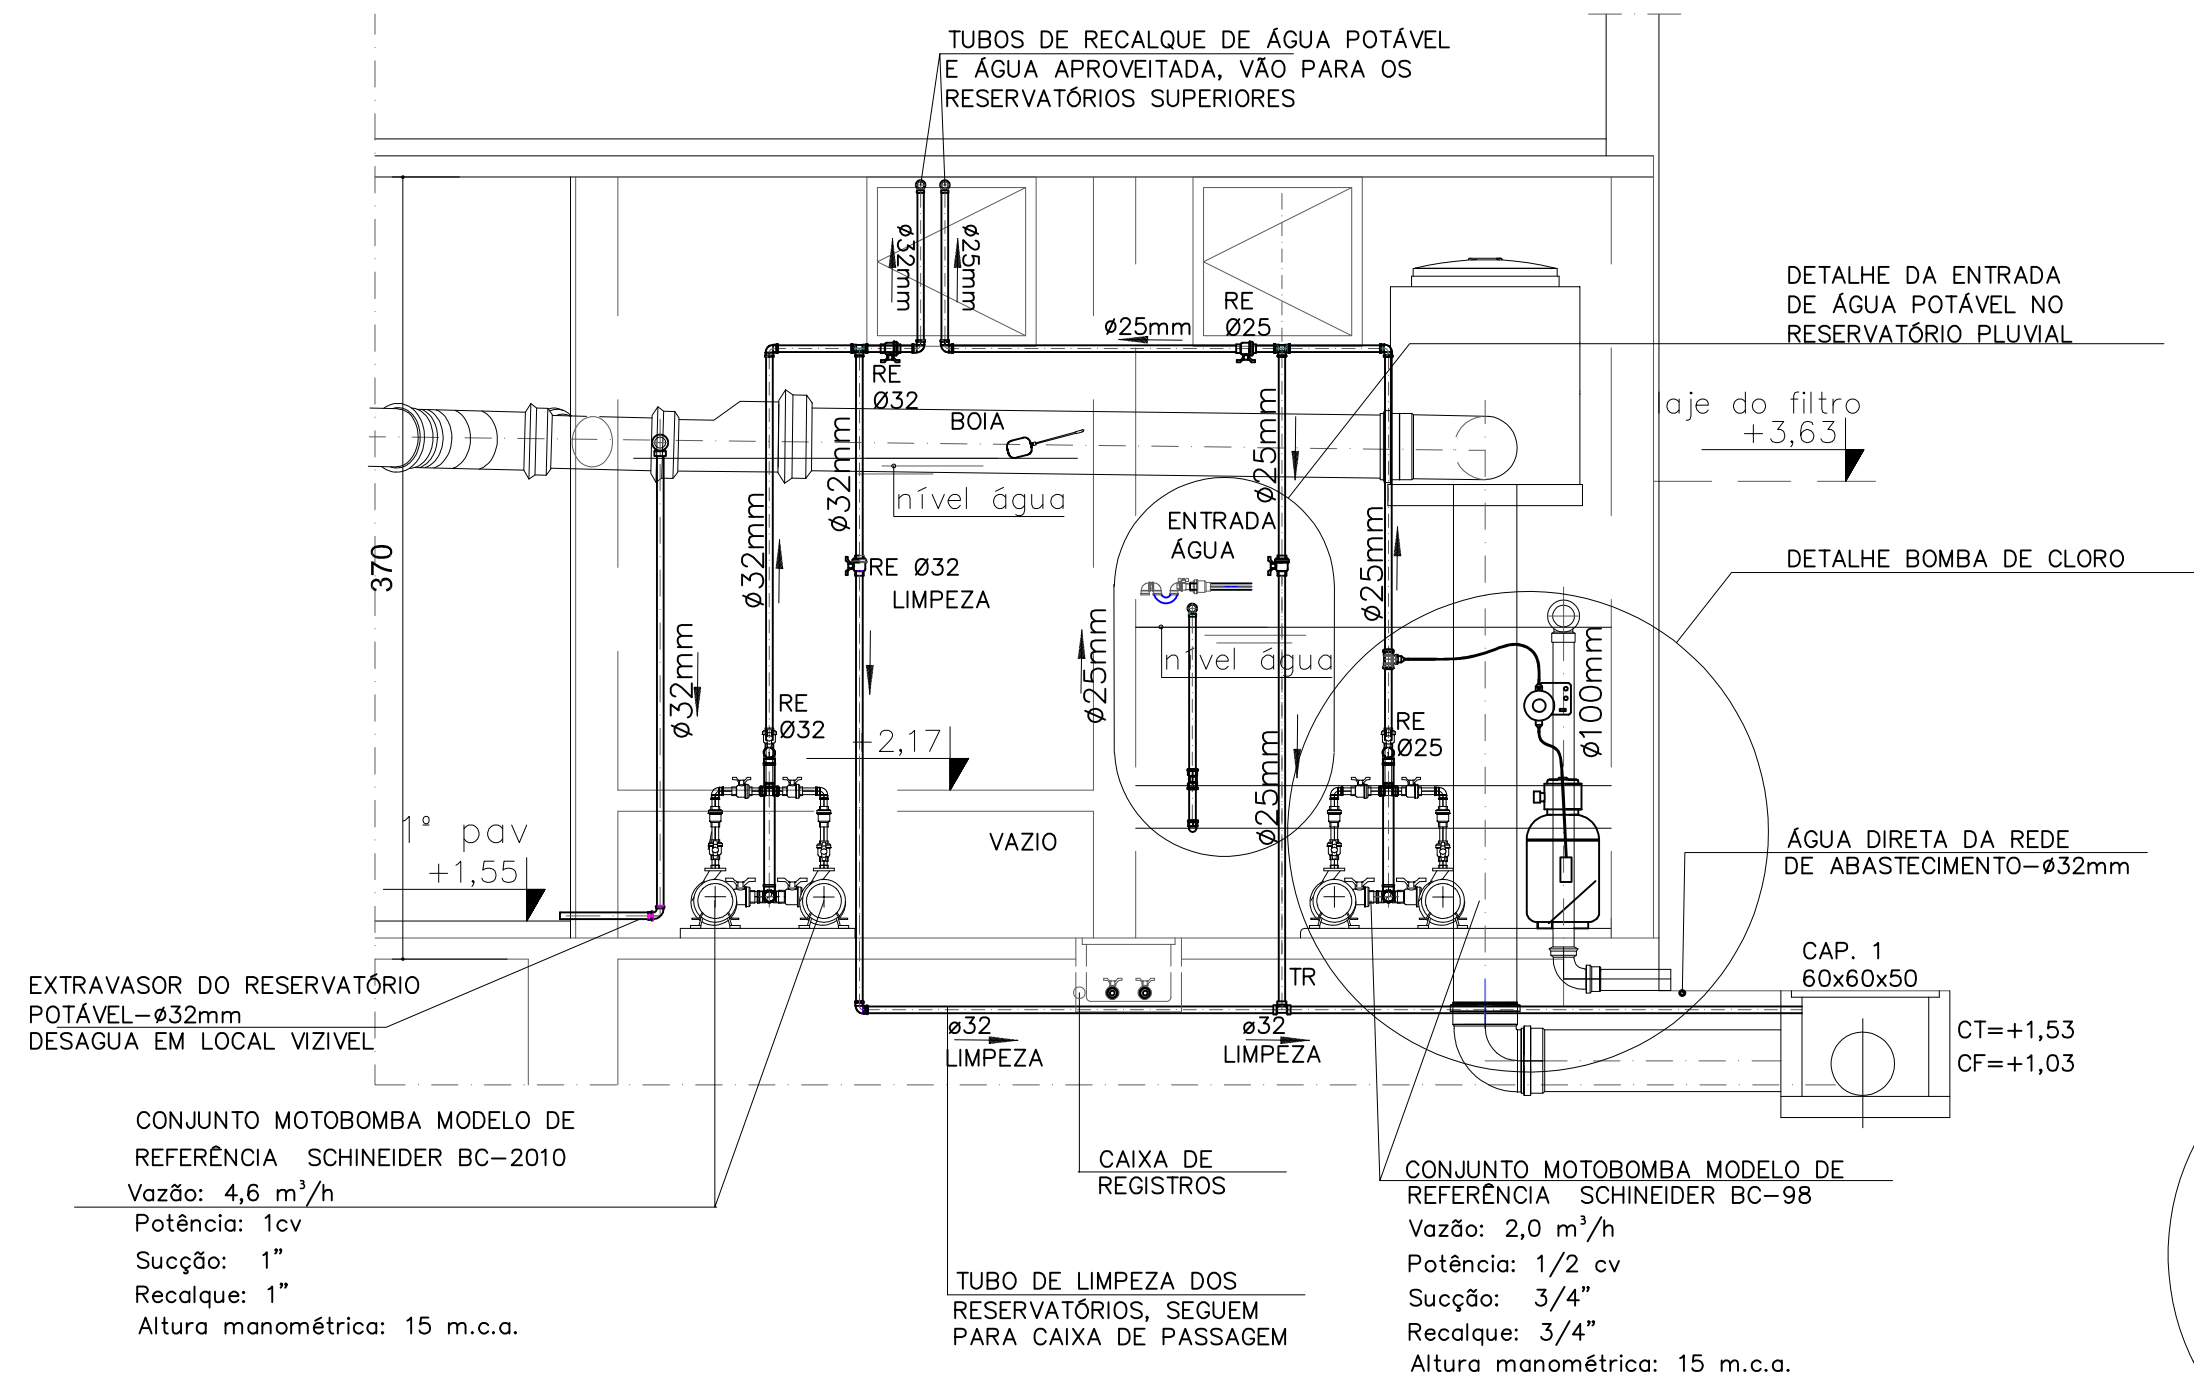 TUBOS DE RECALQUE DE ÁGUA POTÁVEL
E ÁGUA APROVEITADA, VÃO PARA OS
RESERVATÓRIOS SUPERIORES
ø32mm
ø25mm
RE
Ø25
ø25mm
DETALHE DA ENTRADA
DE ÁGUA POTÁVEL NO
RESERVATÓRIO PLUVIAL
RE
Ø32
BOIA
aje do filtro
+3,63
ø32mm
ø25mm
nível água
ENTRADA
ÁGUA
370
ø32mm
ø25mm
RE Ø32
LIMPEZA
DETALHE BOMBA DE CLORO
ø32mm
ø25mm
nível água
ø100mm
RE
Ø32
+2,17
RE
Ø25
ø25mm
1º pav
+1,55
VAZIO
ÁGUA DIRETA DA REDE
DE ABASTECIMENTO-ø32mm
CAP. 1
60x60x50
TR
EXTRAVASOR DO RESERVATÓRIO
POTÁVEL-ø32mm
DESAGUA EM LOCAL VIZIVEL
ø32
LIMPEZA
ø32
LIMPEZA
CT=+1,53
CF=+1,03
CONJUNTO MOTOBOMBA MODELO DE
REFERÊNCIA SCHINEIDER BC-2010
Vazão: 4,6 m³/h
Potência: 1cv
Sucção: 1"
Recalque: 1"
Altura manométrica: 15 m.c.a.
CAIXA DE
REGISTROS
TUBO DE LIMPEZA DOS
RESERVATÓRIOS, SEGUEM
PARA CAIXA DE PASSAGEM
CONJUNTO MOTOBOMBA MODELO DE
REFERÊNCIA SCHINEIDER BC-98
Vazão: 2,0 m³/h
Potência: 1/2 cv
Sucção: 3/4"
Recalque: 3/4"
Altura manométrica: 15 m.c.a.